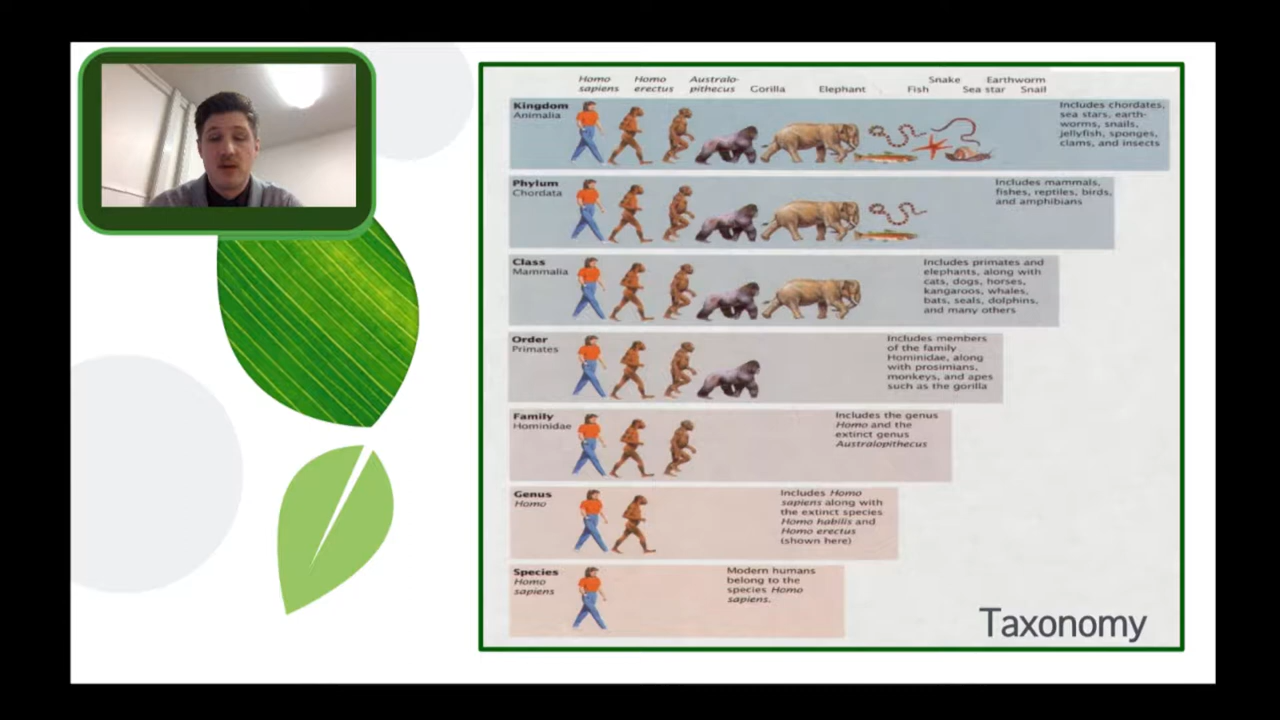 Homo
sapiens
Homo
erectus
Australo-
pithecus
Gorilla
Elephant
Snake
Fish
Earthworm
Sea star
Snail
Kingdom
Animalia
Includes chordates,
sea stars, earth-
worms, snails,
jellyfish, sponges,
clams, and insects
Phylum
Chordata
Includes mammals,
fishes, reptiles, birds,
and amphibians
Class
Mammalia
Includes primates and
elephants, along with
cats, dogs, horses,
kangaroos, whales,
bats, seals, dolphins,
and many others
Order
Primates
Includes members
of the family
Hominidae, along
with prosimians,
monkeys, and apes
such as the gorilla
Family
Hominidae
Includes the genus
Homo and the
extinct genus
Australopithecus
Genus
Homo
Includes Homo
sapiens along with
the extinct species
Homo habilis and
Homo erectus
(shown here)
Species
Homo
sapiens
Modern humans
belong to the
species Homo
sapiens.
Taxonomy